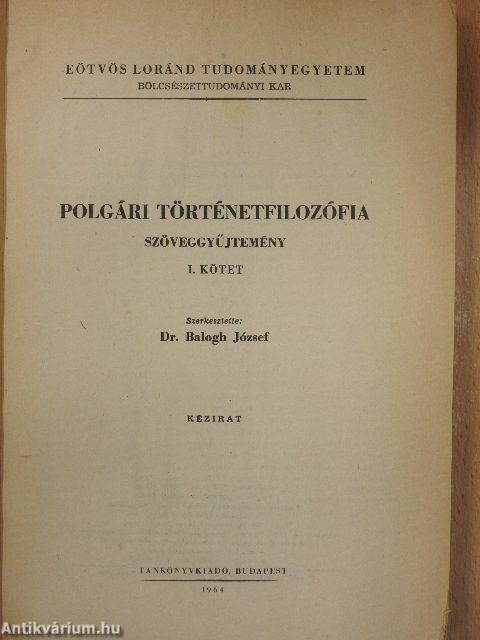 EÖTVÖS LORÁND TUDOMÁNYEGYETEM
BÖLCSÉSZETTUDOMÁNYI KAR
POLGÁRI TÖRTÉNETFILOZÓFIA
SZÖVEGGYŰJTEMÉNY
I. KÖTET
Szerkesztette:
Dr. Balogh József
KÉZIRAT
TANKÖNYVKIADÓ, BUDAPEST
1964
Antikvárium.hu